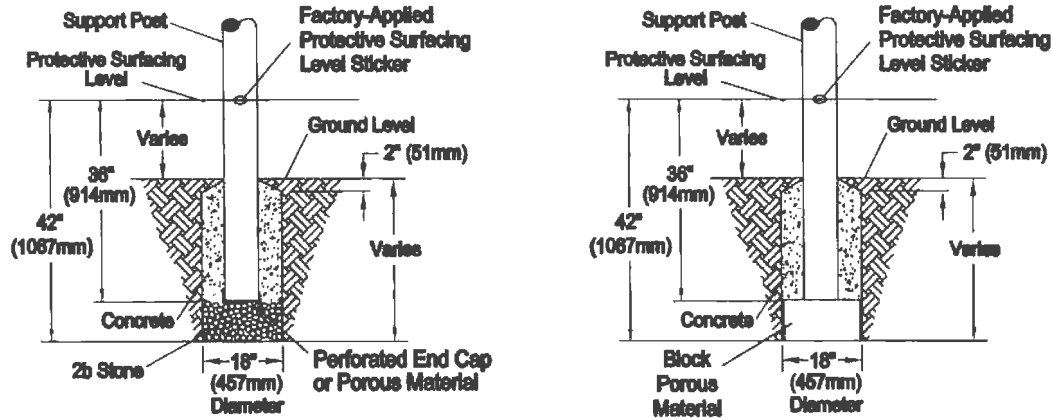 Support Post
Factory-Applied
Protective Surfacing
Level Sticker
Protective Surfacing
Level
Varies
Ground Level
2" (51mm)
36"
(914mm)
42"
(1067mm)
Varies
Concrete
2b Stone
18"
(457mm)
Diameter
Perforated End Cap
or Porous Material
Support Post
Factory-Applied
Protective Surfacing
Level Sticker
Protective Surfacing
Level
Varies
Ground Level
2" (51mm)
36"
(914mm)
42"
(1067mm)
Varies
Concrete
Block
Porous
Material
18"
(457mm)
Diameter